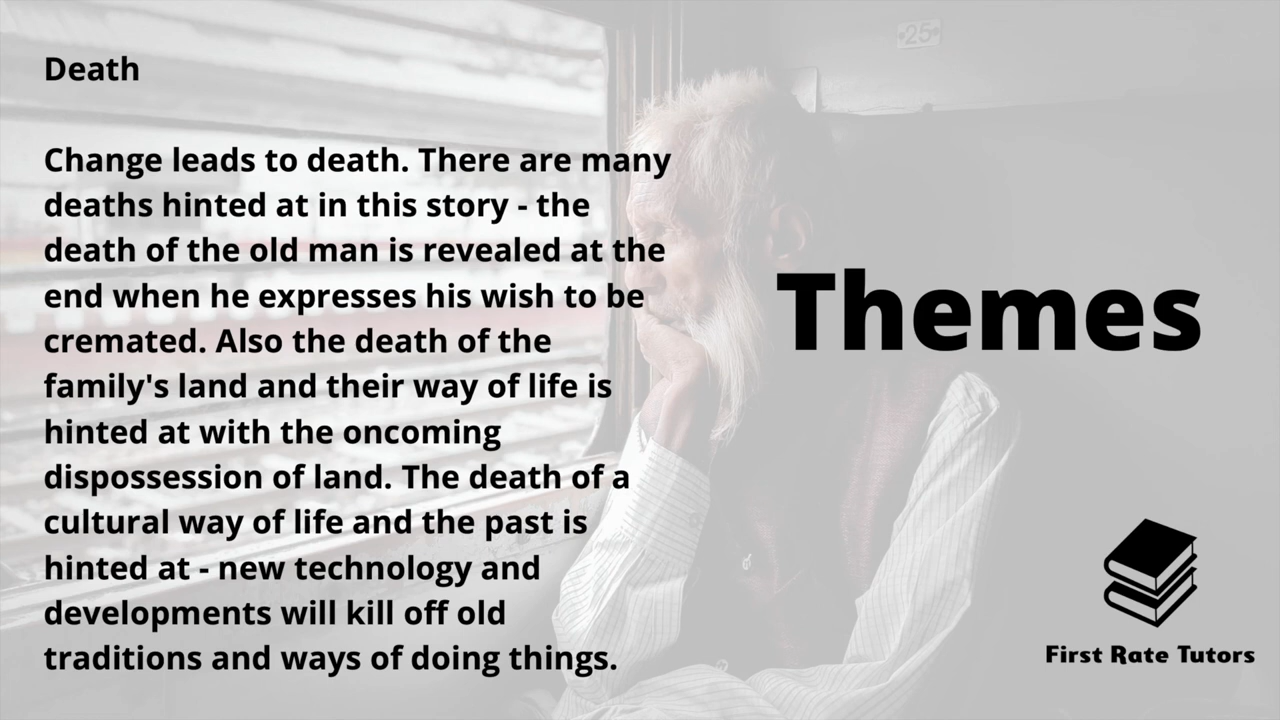 Death
Change leads to death. There are many
deaths hinted at in this story - the
death of the old man is revealed at the
end when he expresses his wish to be
cremated. Also the death of the
family's land and their way of life is
hinted at with the oncoming
dispossession of land. The death of a
cultural way of life and the past is
hinted at - new technology and
developments will kill off old
traditions and ways of doing things.
25
Themes
First Rate Tutors